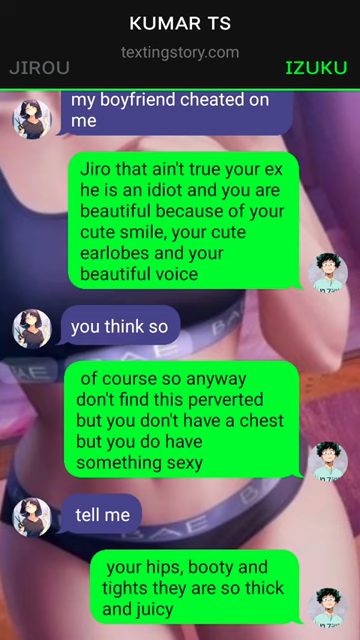 KUMAR TS
textingstory.com
JIROU
IZUKU
my boyfriend cheated on
me
Jiro that ain't true your ex
he is an idiot and you are
beautiful because of your
cute smile, your cute
earlobes and your
beautiful voice
you think so
BAE
BAE
of course so anyway
don't find this perverted
but you don't have a chest
but you do have
something sexy
tell me
BAE
your hips, booty and
tights they are so thick
and juicy